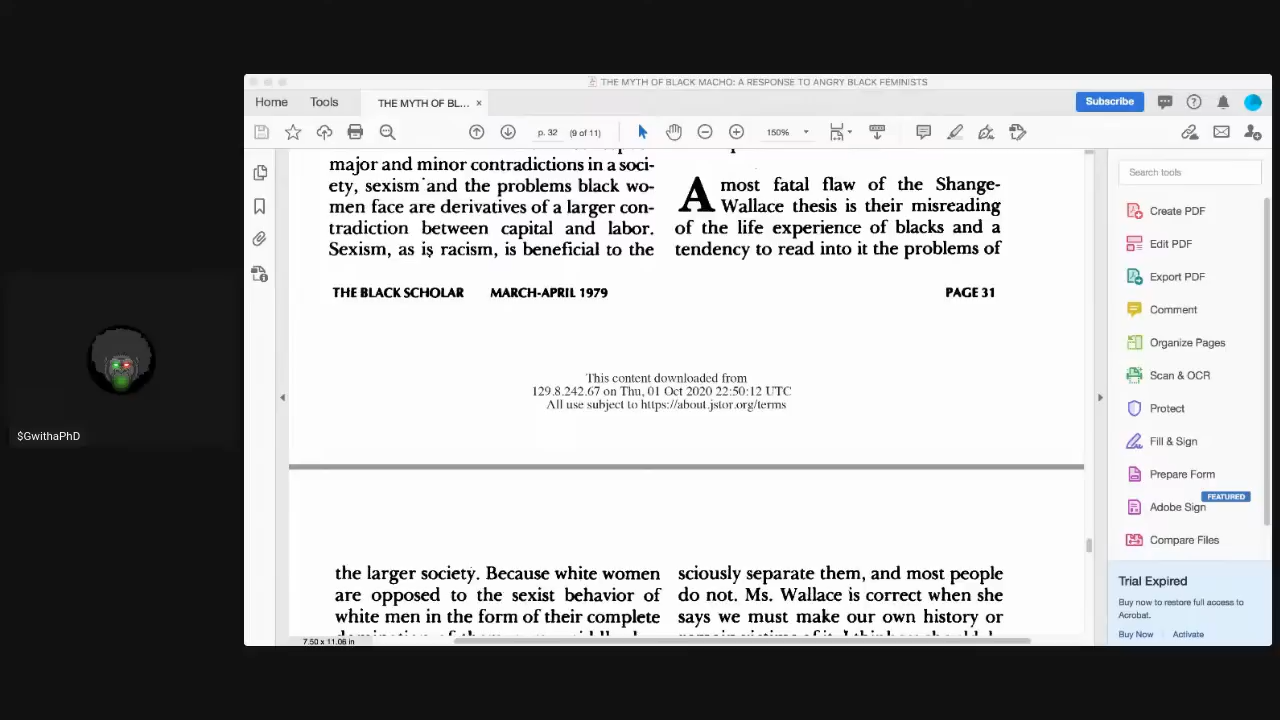 THE MYTH OF BLACK MACHO: A RESPONSE TO ANGRY BLACK FEMINISTS
Home Tools THE MYTH OF BL... × Subscribe
p. 32 (9 of 11) 150%
major and minor contradictions in a soci-
ety, sexism and the problems black wo-
men face are derivatives of a larger con-
tradiction between capital and labor.
Sexism, as is racism, is beneficial to the
A most fatal flaw of the Shange-
Wallace thesis is their misreading
of the life experience of blacks and a
tendency to read into it the problems of
THE BLACK SCHOLAR MARCH-APRIL 1979 PAGE 31
This content downloaded from
129.8.242.67 on Thu, 01 Oct 2020 22:50:12 UTC
All use subject to https://about.jstor.org/terms
the larger society. Because white women
are opposed to the sexist behavior of
white men in the form of their complete
sciously separate them, and most people
do not. Ms. Wallace is correct when she
says we must make our own history or
7.50 x 11.06 in
Search tools
Create PDF
Edit PDF
Export PDF
Comment
Organize Pages
Scan & OCR
Protect
Fill & Sign
Prepare Form
FEATURED
Adobe Sign
Compare Files
Trial Expired
Buy now to restore full access to
Acrobat.
Buy Now Activate
$GwithaPhD